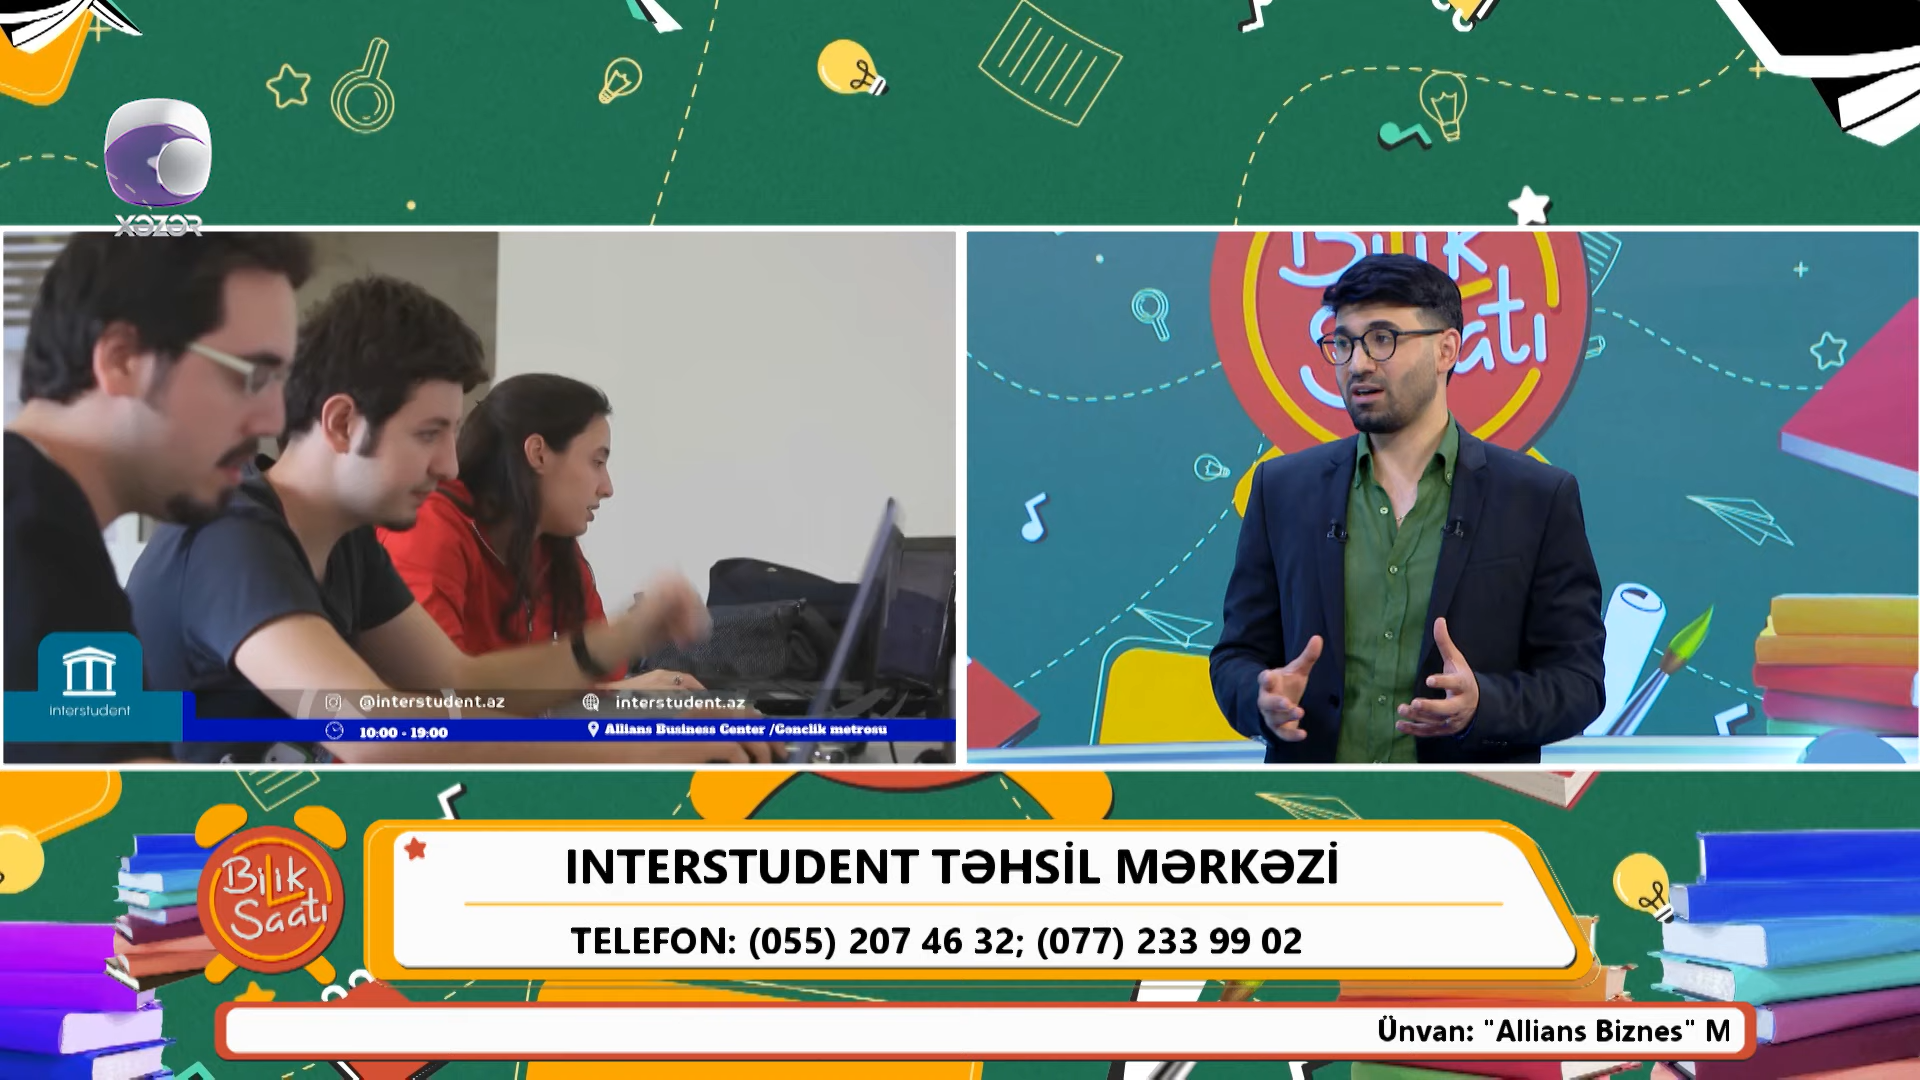 XƏZƏR
Bilik
Saatı
interstudent
@interstudent.az
interstudent.az
10:00 - 19:00
Allians Business Center /Gənclik metrosu
Bilik
Saatı
INTERSTUDENT TƏHSİL MƏRKƏZİ
TELEFON: (055) 207 46 32; (077) 233 99 02
Ünvan: "Allians Biznes" M